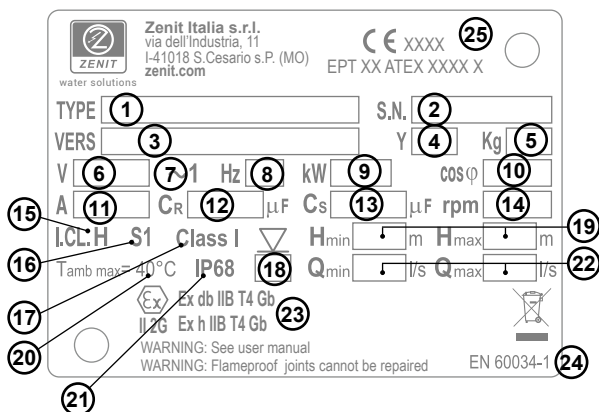 Zenit Italia s.r.l.
via dell'Industria, 11
I-41018 S.Cesario s.P. (MO)
zenit.com
Z
ZENIT
water solutions
CE XXXX 25
EPT XX ATEX XXXX X
TYPE 1 S.N. 2
VERS 3 Y 4 Kg 5
V 6 7 ~1 Hz 8 kW 9 cosφ 10
A 11 CR 12 µF Cs 13 µF rpm 14
15 I.CL: H S1 Class I Hmin m Hmax m 19
16 Tamb max= 40°C IP68 18 Qmin l/s Qmax l/s 22
17 Ex Ex db IIB T4 Gb 23
20 II 2G Ex h IIB T4 Gb
WARNING: See user manual
WARNING: Flameproof joints cannot be repaired EN 60034-1 24
21